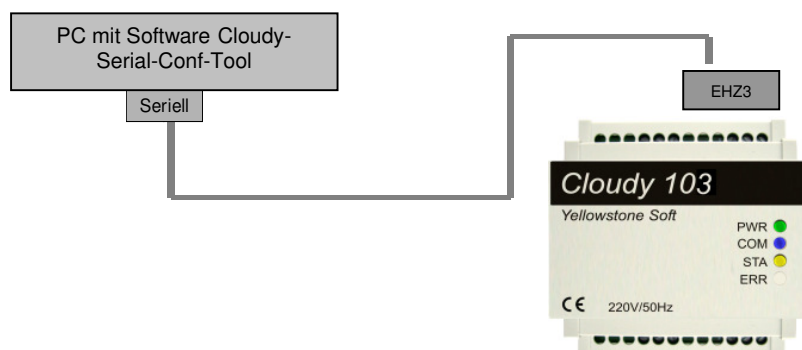 PC mit Software Cloudy-
Serial-Conf-Tool
Seriell
EHZ3
Cloudy 103
Yellowstone Soft
PWR
COM
STA
ERR
CE 220V/50Hz